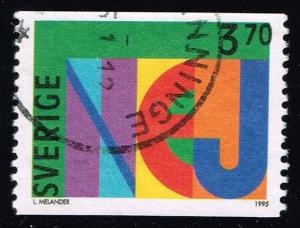 3 70
SVERIGE
NEJ
L MELANDER
1995